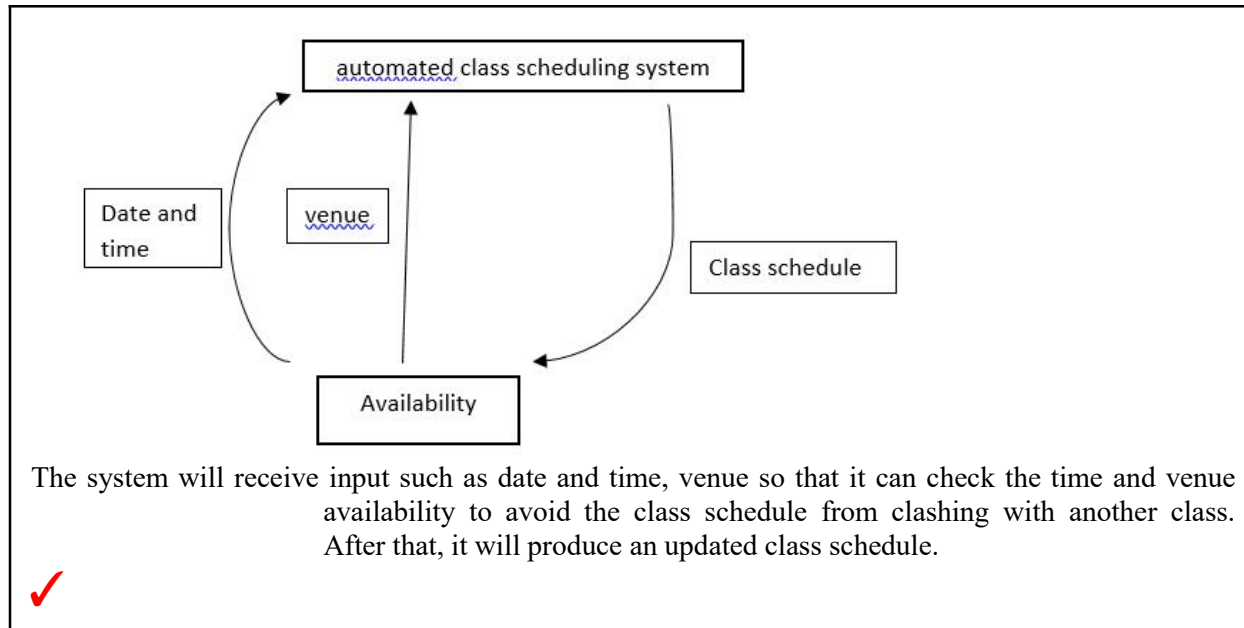 automated class scheduling system
Date and
time
venue
Class schedule
Availability
The system will receive input such as date and time, venue so that it can check the time and venue
availability to avoid the class schedule from clashing with another class.
After that, it will produce an updated class schedule.